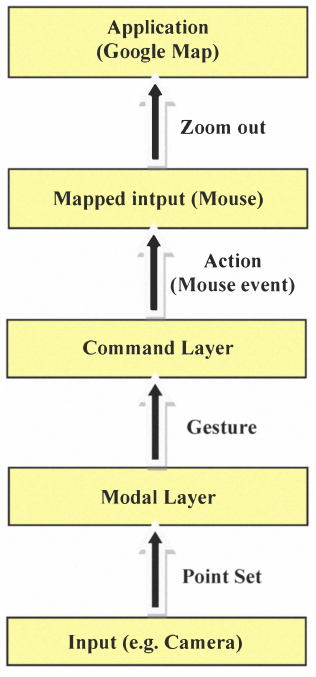 Application
(Google Map)
Zoom out
Mapped intput (Mouse)
Action
(Mouse event)
Command Layer
Gesture
Modal Layer
Point Set
Input (e.g. Camera)